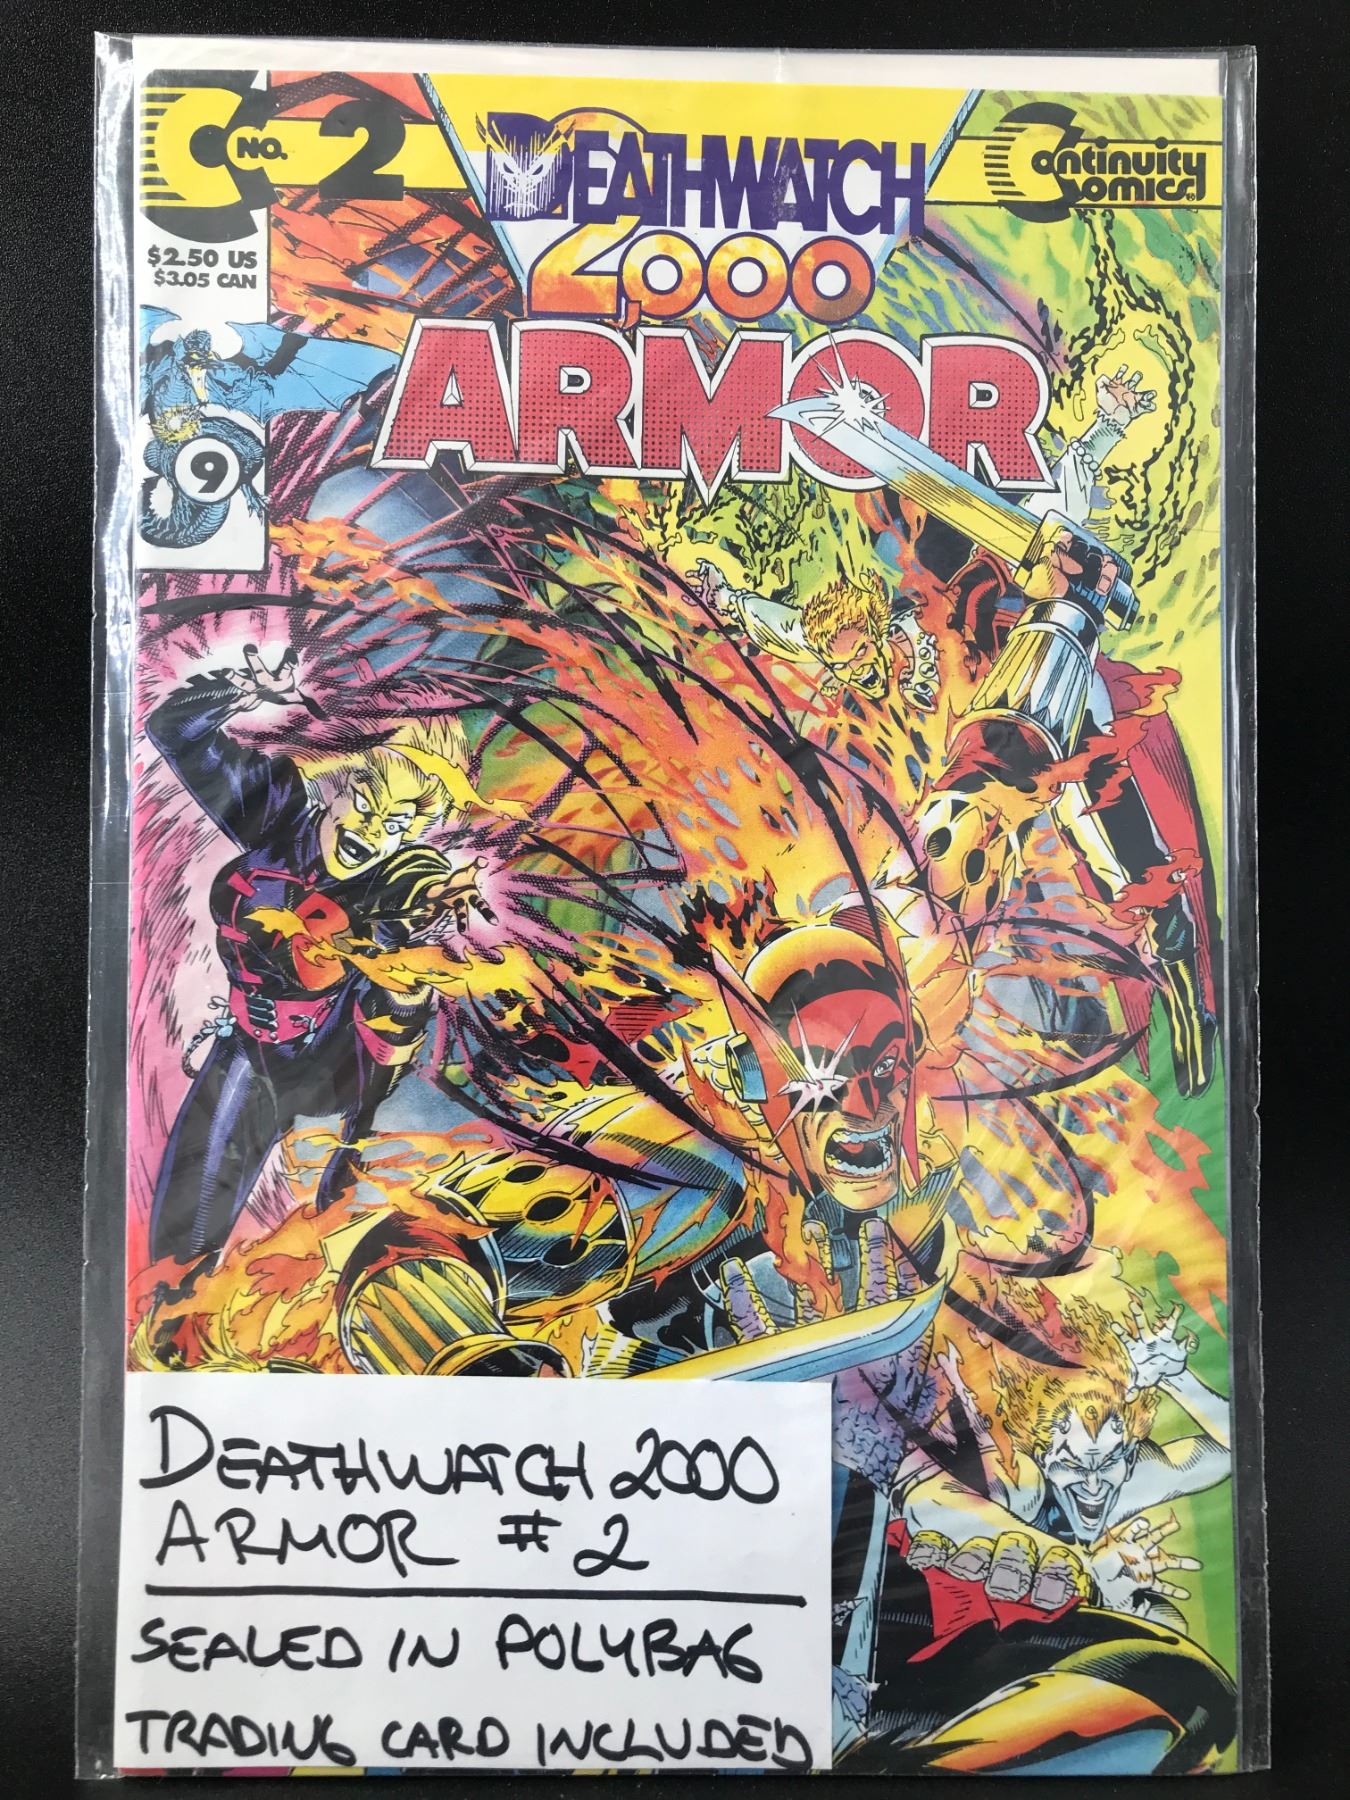 NO. 2
DEATHWATCH
2,000
Continuity
Comics®
$2.50 US
$3.05 CAN
ARMOR
9
DEATHWATCH 2000
ARMOR #2
SEALED IN POLYBAG
TRADING CARD INCLUDED